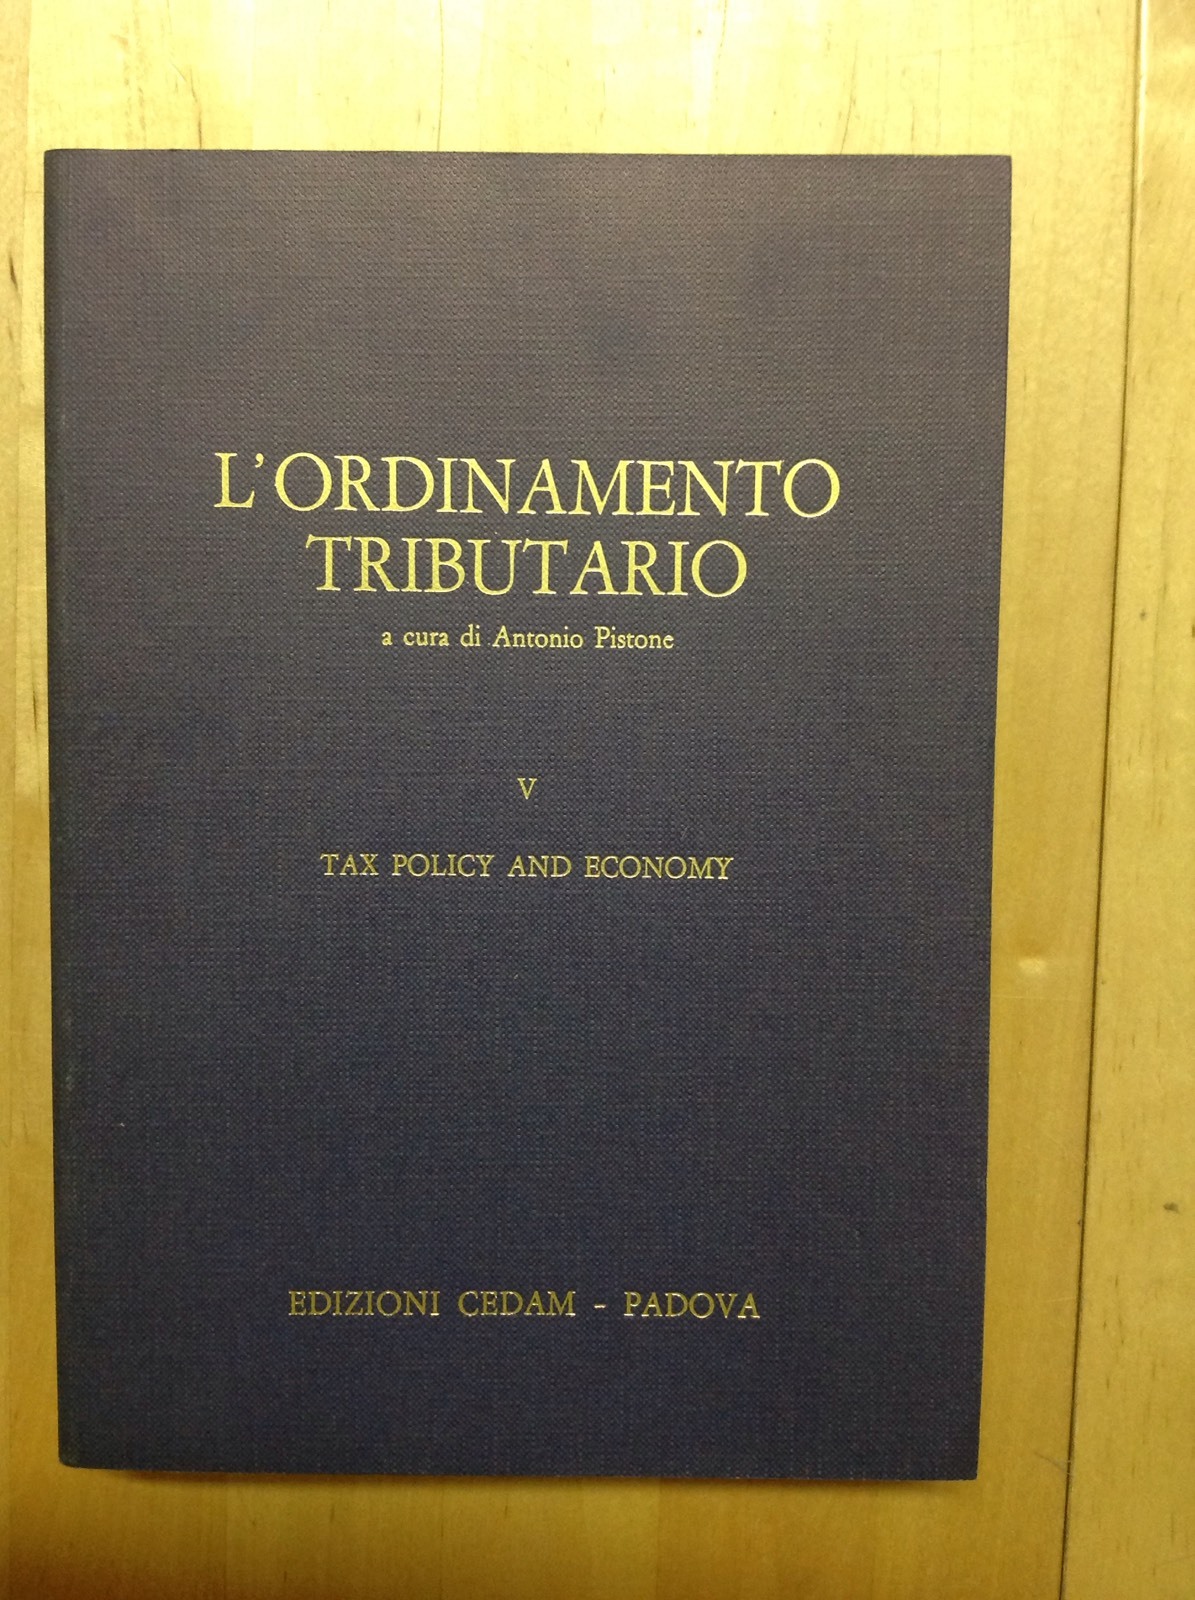 L'ORDINAMENTO
TRIBUTARIO
a cura di Antonio Pistone
V
TAX POLICY AND ECONOMY
EDIZIONI CEDAM - PADOVA